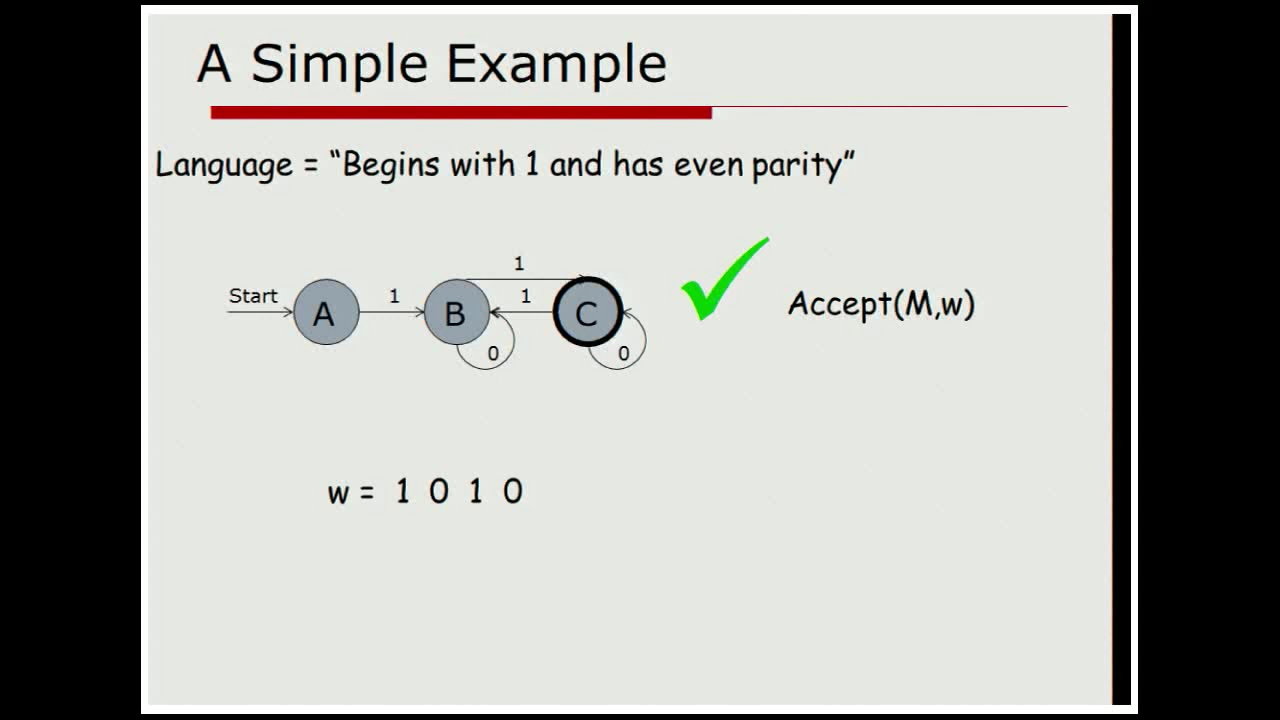 A Simple Example
Language = “Begins with 1 and has even parity”
1
Start
1
1
A
B
C
Accept(M,w)
0
0
w = 1 0 1 0